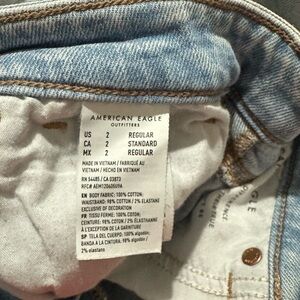 AMERICAN EAGLE
OUTFITTERS
US 2 REGULAR
CA 2 STANDARD
MX 2 REGULAR
MADE IN VIETNAM / FABRIQUÉ AU
VIETNAM / HECHO EN VIETNAM
RN 54485 / CA 03873
EN BODY FABRIC: 100% COTTON;
WAISTBAND: 98% COTTON / 2% ELASTANE
EXCLUSIVE OF DECORATION
FR TISSU FERME: 100% COTON;
CEINTURE: 98% COTON / 2% ÉLASTHANNE
À L'EXCEPTION DE LA GARNITURE
SP TELA DEL CUERPO: 100% algodón;
BANDA A LA CINTURA: 98% algodón /
2% elastano
EAGLE